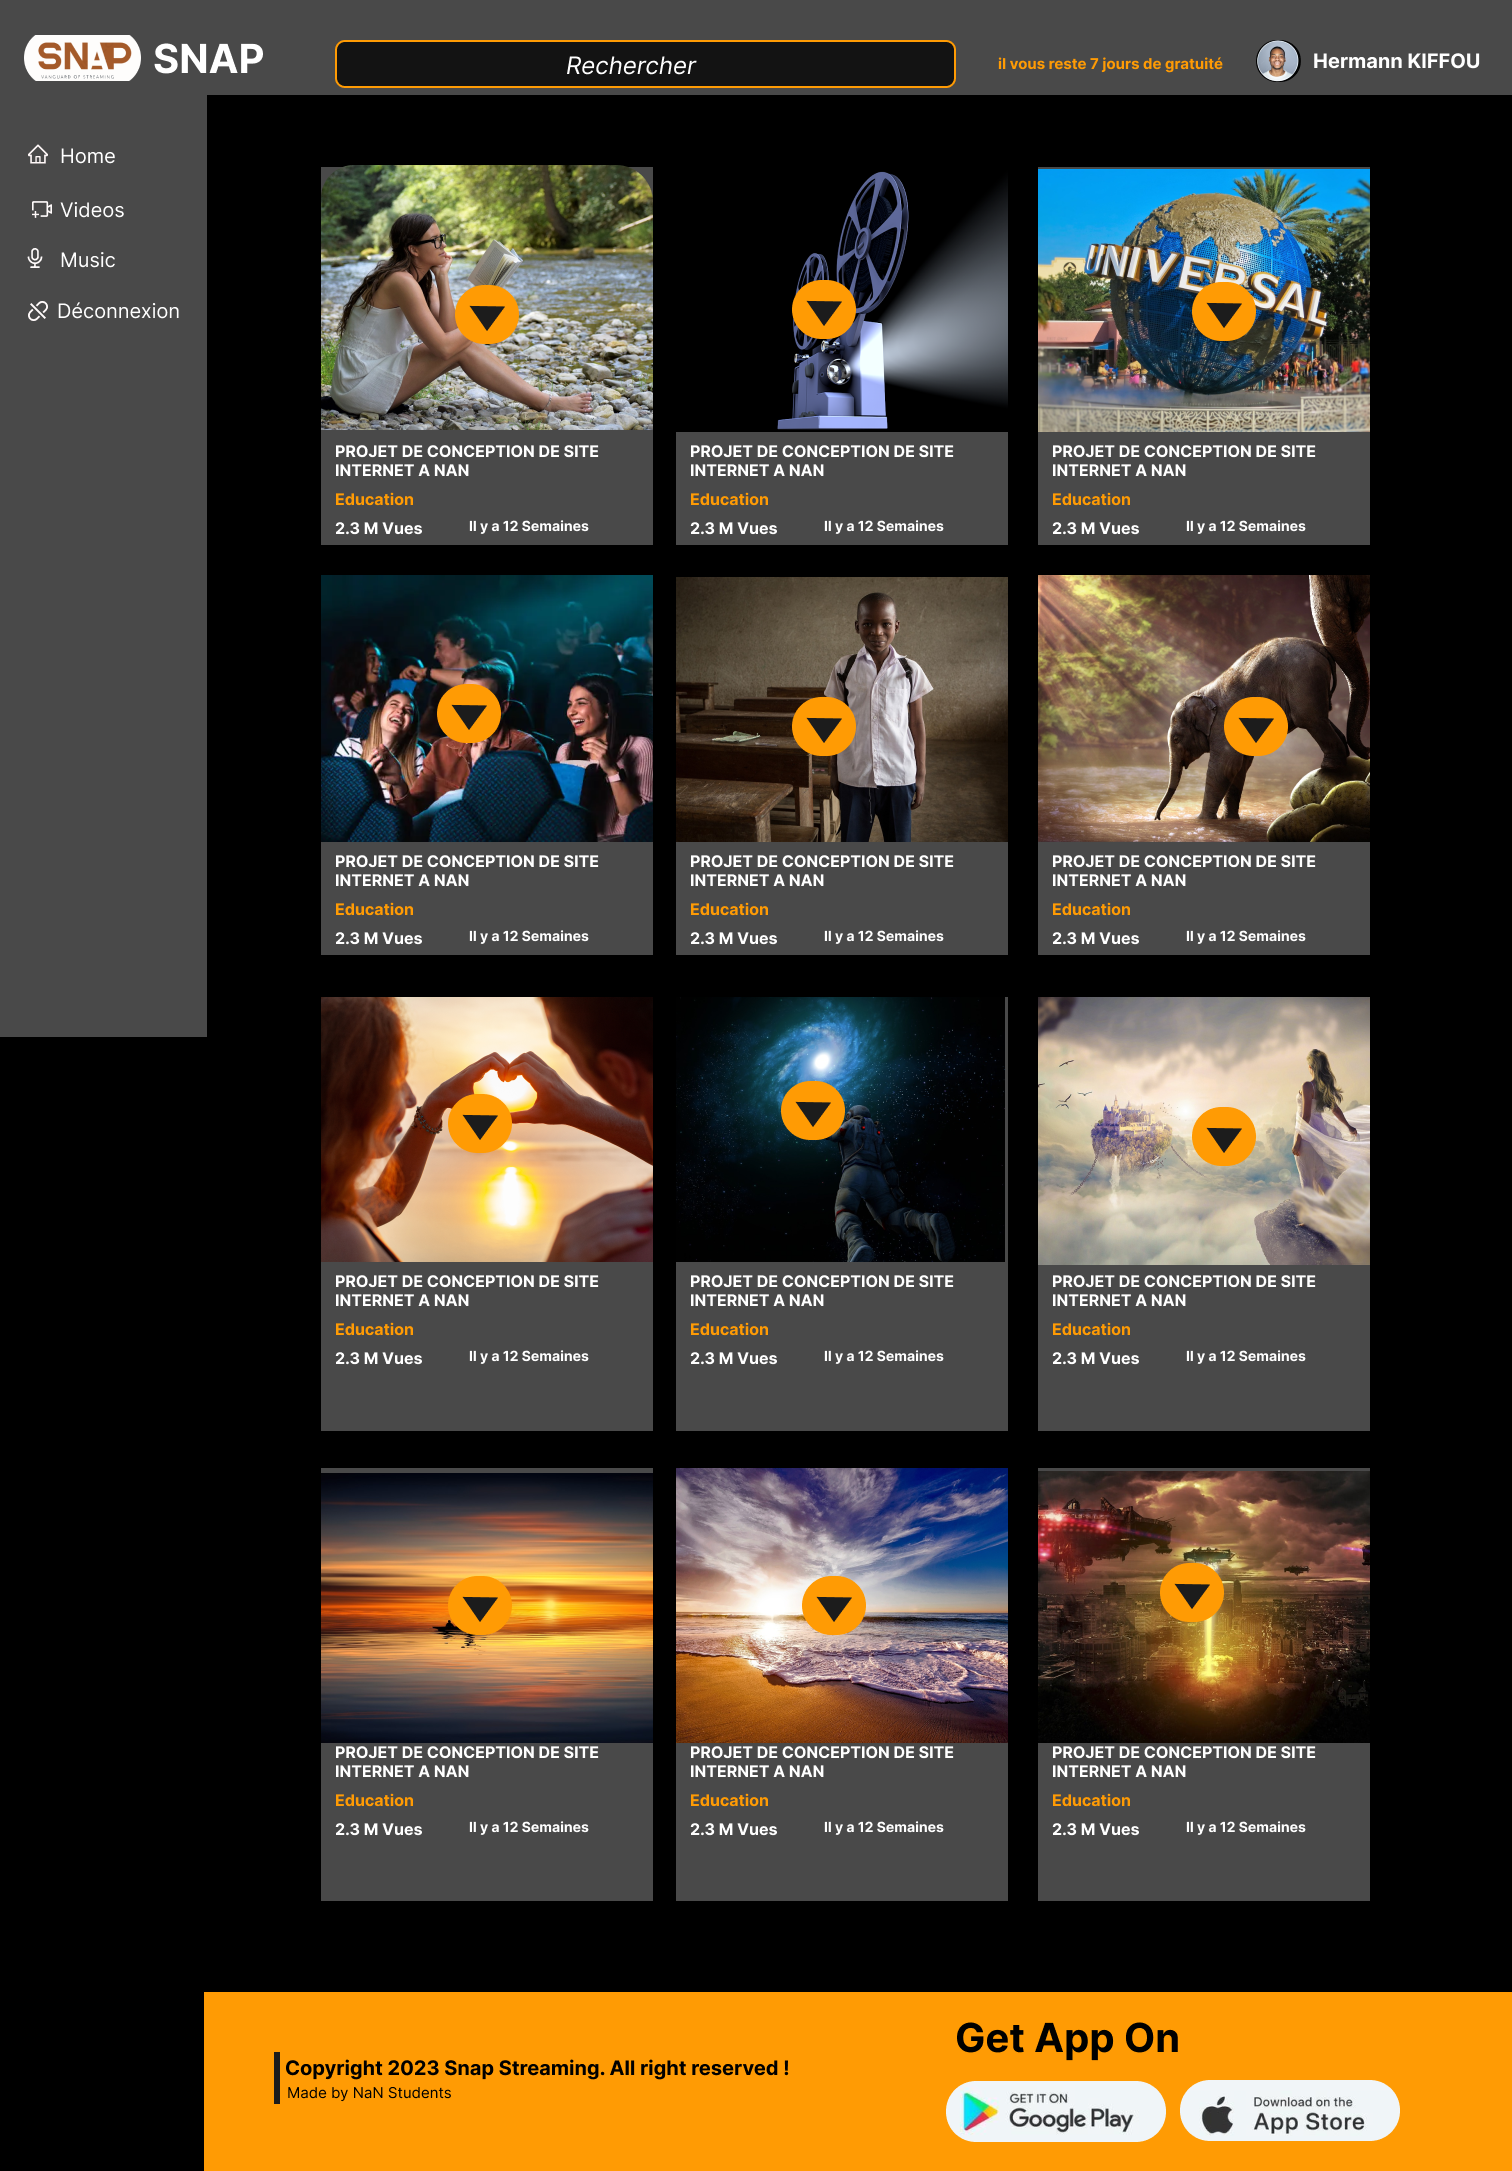 SNAP
VANGUARD OF STREAMING
SNAP
Rechercher
il vous reste 7 jours de gratuité
Hermann KIFFOU
Home
Videos
Music
Déconnexion
UNIVERSAL
PROJET DE CONCEPTION DE SITE
INTERNET A NAN
Education
2.3 M Vues
Il y a 12 Semaines
PROJET DE CONCEPTION DE SITE
INTERNET A NAN
Education
2.3 M Vues
Il y a 12 Semaines
PROJET DE CONCEPTION DE SITE
INTERNET A NAN
Education
2.3 M Vues
Il y a 12 Semaines
PROJET DE CONCEPTION DE SITE
INTERNET A NAN
Education
2.3 M Vues
Il y a 12 Semaines
PROJET DE CONCEPTION DE SITE
INTERNET A NAN
Education
2.3 M Vues
Il y a 12 Semaines
PROJET DE CONCEPTION DE SITE
INTERNET A NAN
Education
2.3 M Vues
Il y a 12 Semaines
PROJET DE CONCEPTION DE SITE
INTERNET A NAN
Education
2.3 M Vues
Il y a 12 Semaines
PROJET DE CONCEPTION DE SITE
INTERNET A NAN
Education
2.3 M Vues
Il y a 12 Semaines
PROJET DE CONCEPTION DE SITE
INTERNET A NAN
Education
2.3 M Vues
Il y a 12 Semaines
PROJET DE CONCEPTION DE SITE
INTERNET A NAN
Education
2.3 M Vues
Il y a 12 Semaines
PROJET DE CONCEPTION DE SITE
INTERNET A NAN
Education
2.3 M Vues
Il y a 12 Semaines
PROJET DE CONCEPTION DE SITE
INTERNET A NAN
Education
2.3 M Vues
Il y a 12 Semaines
Copyright 2023 Snap Streaming. All right reserved !
Made by NaN Students
Get App On
GET IT ON
Google Play
Download on the
App Store